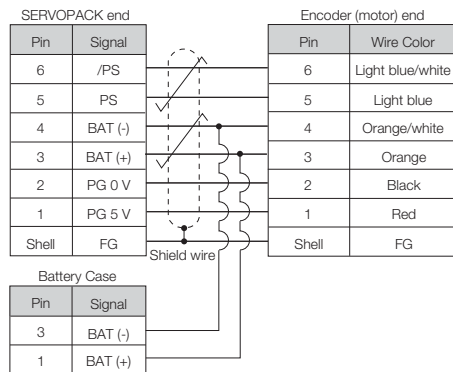 SERVOPACK end
Encoder (motor) end
Pin Signal
Pin Wire Color
6 /PS
6 Light blue/white
5 PS
5 Light blue
4 BAT (-)
4 Orange/white
3 BAT (+)
3 Orange
2 PG 0 V
2 Black
1 PG 5 V
1 Red
Shell FG
Shell FG
Shield wire
Battery Case
Pin Signal
3 BAT (-)
1 BAT (+)